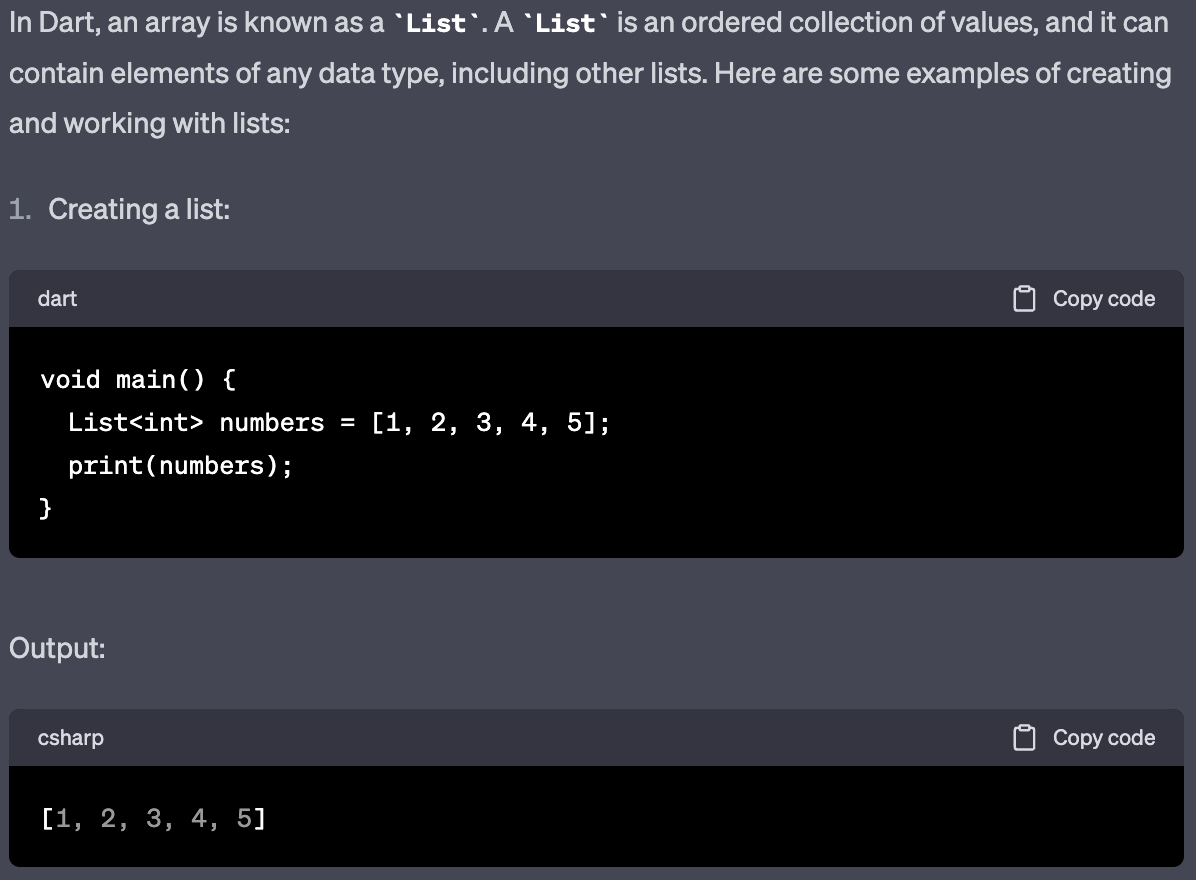 In Dart, an array is known as a `List`. A `List` is an ordered collection of values, and it can
contain elements of any data type, including other lists. Here are some examples of creating
and working with lists:
1. Creating a list:
dart Copy code
void main() {
  List<int> numbers = [1, 2, 3, 4, 5];
  print(numbers);
}
Output:
csharp Copy code
[1, 2, 3, 4, 5]